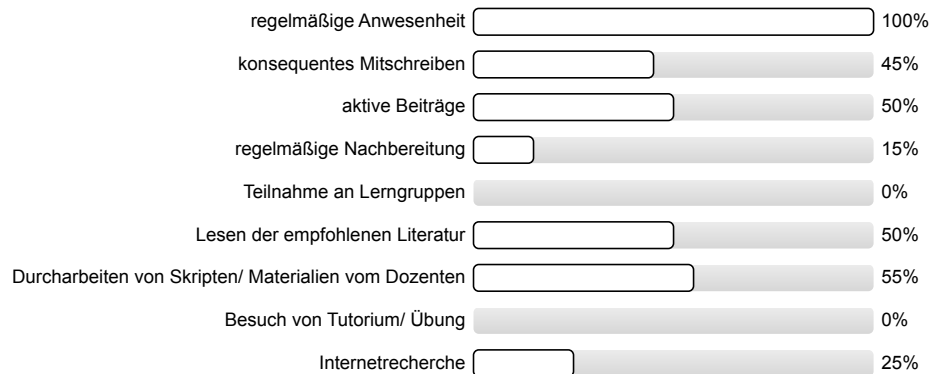 regelmäßige Anwesenheit 100%
konsequentes Mitschreiben 45%
aktive Beiträge 50%
regelmäßige Nachbereitung 15%
Teilnahme an Lerngruppen 0%
Lesen der empfohlenen Literatur 50%
Durcharbeiten von Skripten/ Materialien vom Dozenten 55%
Besuch von Tutorium/ Übung 0%
Internetrecherche 25%